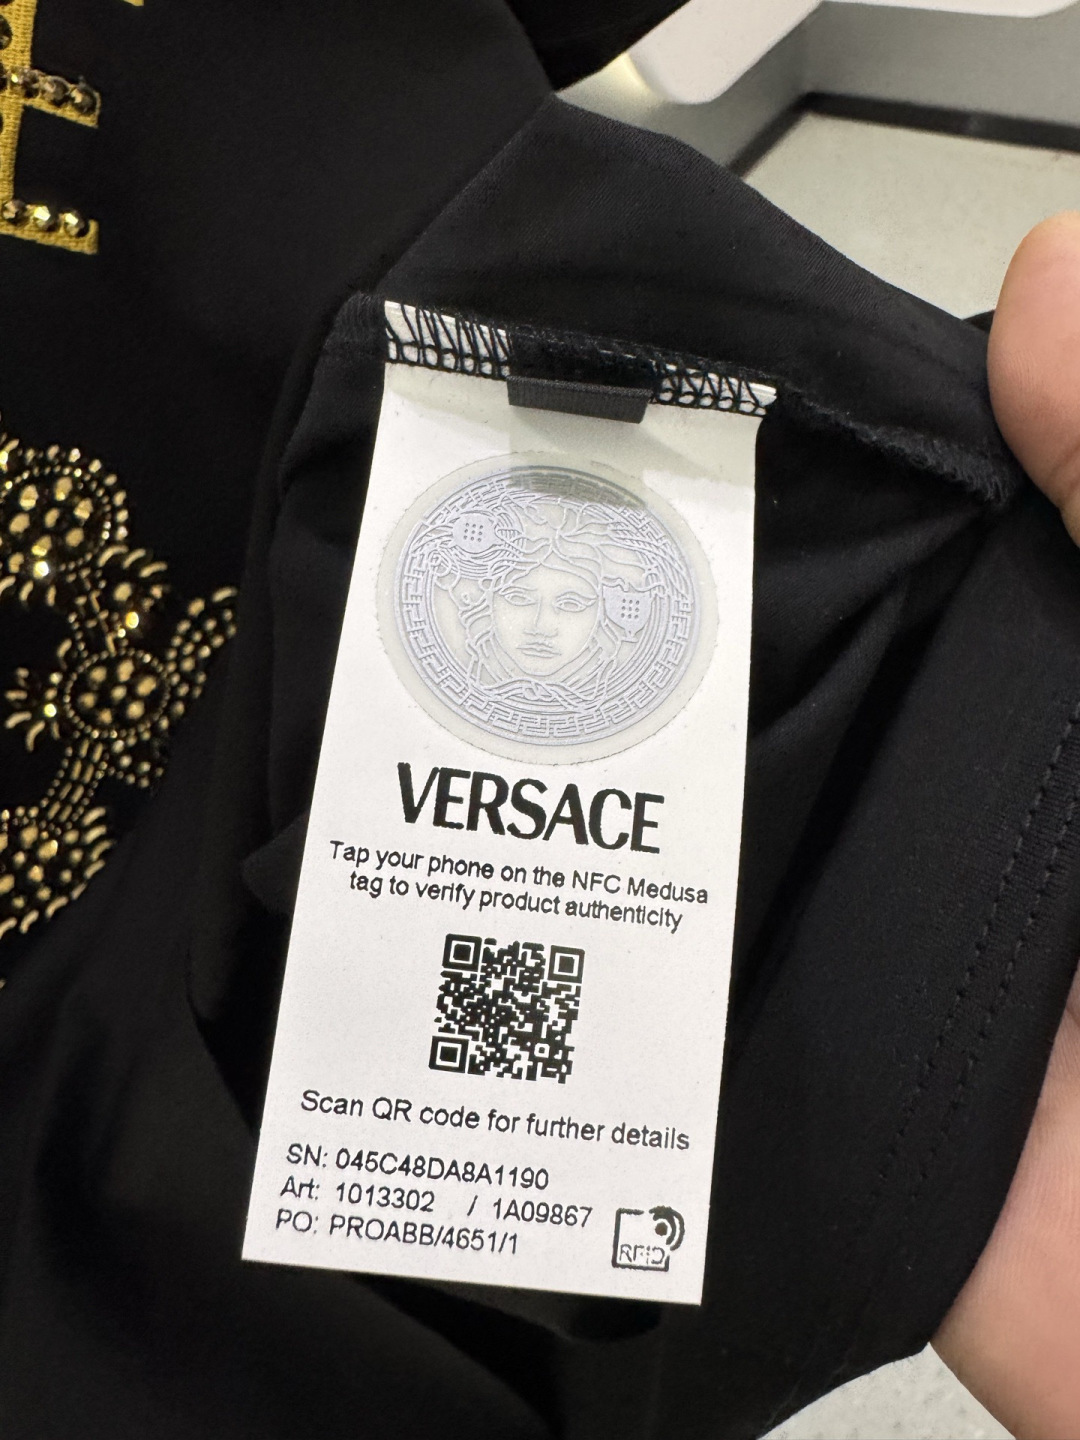 VERSACE
Tap your phone on the NFC Medusa
tag to verify product authenticity
Scan QR code for further details
SN: 045C48DA8A1190
Art: 1013302 / 1A09867
PO: PROABB/4651/1
RFID